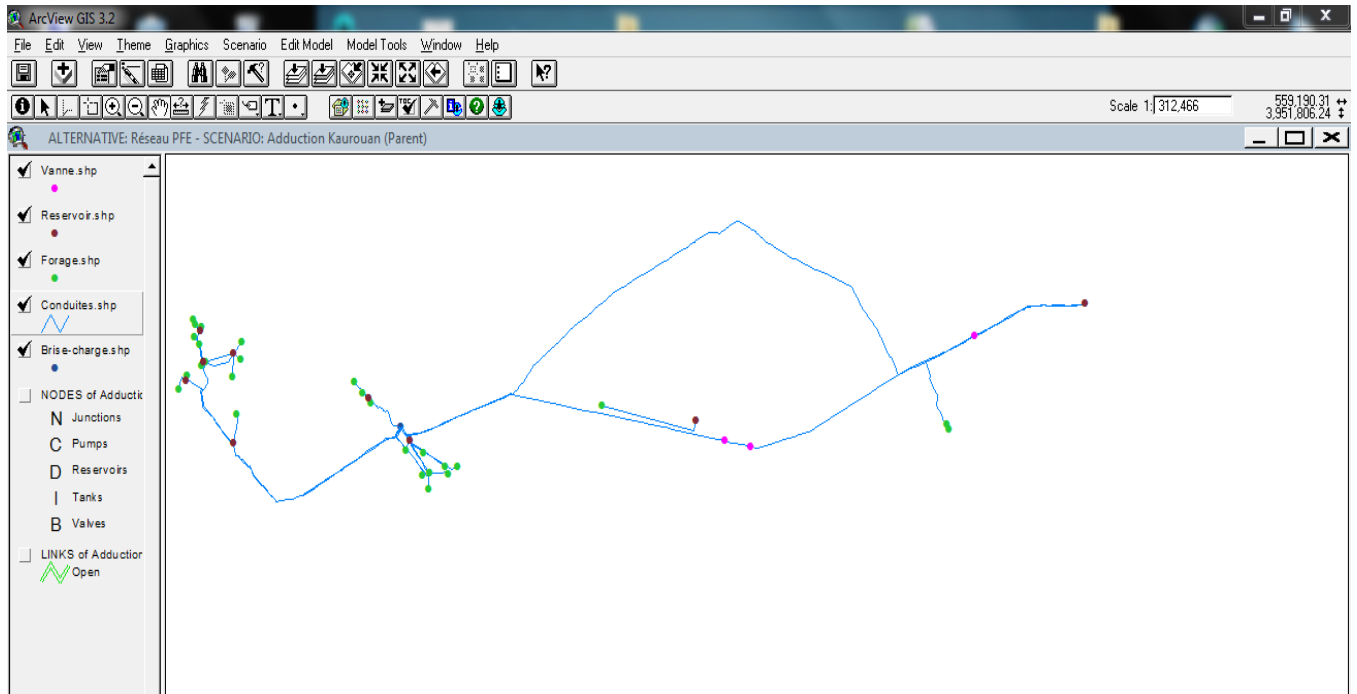 ArcView GIS 3.2
File Edit View Theme Graphics Scenario Edit Model Model Tools Window Help
Scale 1: 312,466
559,190.31
3,951,806.24
ALTERNATIVE: Réseau PFE - SCENARIO: Adduction Kaurouan (Parent)
Vanne.shp
Reservoir.shp
Forage.shp
Conduites.shp
Brise-charge.shp
NODES of Adductic
N Junctions
C Pumps
D Reservoirs
I Tanks
B Valves
LINKS of Adductior
Open